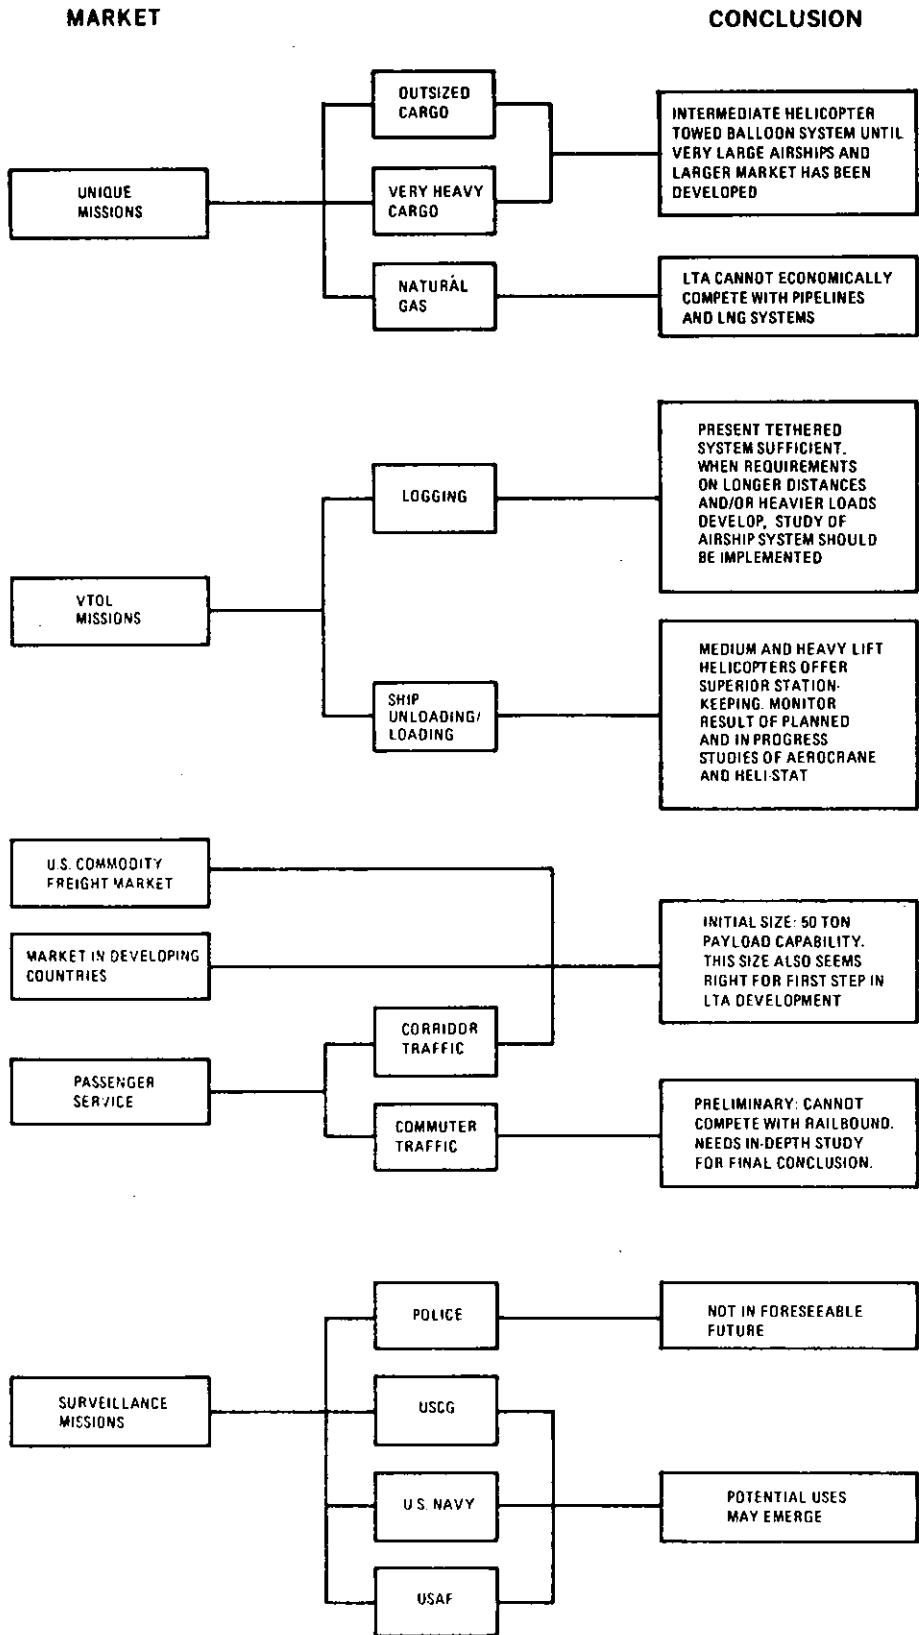 MARKET
CONCLUSION
OUTSIZED
CARGO
INTERMEDIATE HELICOPTER
TOWED BALLOON SYSTEM UNTIL
VERY LARGE AIRSHIPS AND
LARGER MARKET HAS BEEN
DEVELOPED
UNIQUE
MISSIONS
VERY HEAVY
CARGO
NATURAL
GAS
LTA CANNOT ECONOMICALLY
COMPETE WITH PIPELINES
AND LNG SYSTEMS
LOGGING
PRESENT TETHERED
SYSTEM SUFFICIENT.
WHEN REQUIREMENTS
ON LONGER DISTANCES
AND/OR HEAVIER LOADS
DEVELOP, STUDY OF
AIRSHIP SYSTEM SHOULD
BE IMPLEMENTED
VTOL
MISSIONS
SHIP
UNLOADING/
LOADING
MEDIUM AND HEAVY LIFT
HELICOPTERS OFFER
SUPERIOR STATION-
KEEPING. MONITOR
RESULT OF PLANNED
AND IN PROGRESS
STUDIES OF AEROCRANE
AND HELI-STAT
U.S. COMMODITY
FREIGHT MARKET
MARKET IN DEVELOPING
COUNTRIES
INITIAL SIZE: 50 TON
PAYLOAD CAPABILITY.
THIS SIZE ALSO SEEMS
RIGHT FOR FIRST STEP IN
LTA DEVELOPMENT
CORRIDOR
TRAFFIC
PASSENGER
SERVICE
COMMUTER
TRAFFIC
PRELIMINARY: CANNOT
COMPETE WITH RAILBOUND.
NEEDS IN-DEPTH STUDY
FOR FINAL CONCLUSION.
POLICE
NOT IN FORESEEABLE
FUTURE
SURVEILLANCE
MISSIONS
USCG
U.S. NAVY
POTENTIAL USES
MAY EMERGE
USAF